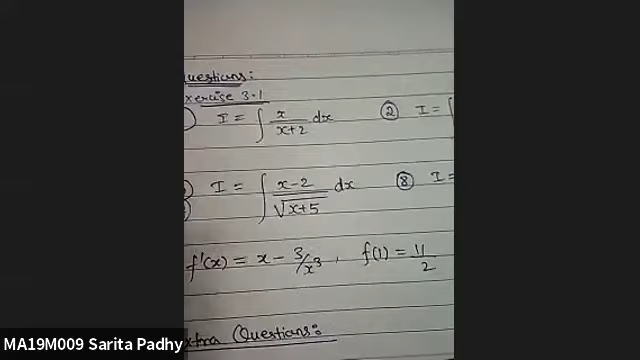 uestians:
xercise 3.1
I = ∫ x/(x+2) dx ② I = ∫
I = ∫ (x-2)/√(x+5) dx ⑧ I =
f'(x) = x - 3/x³, f(1) = 11/2
xtra Questions:
MA19M009 Sarita Padhy